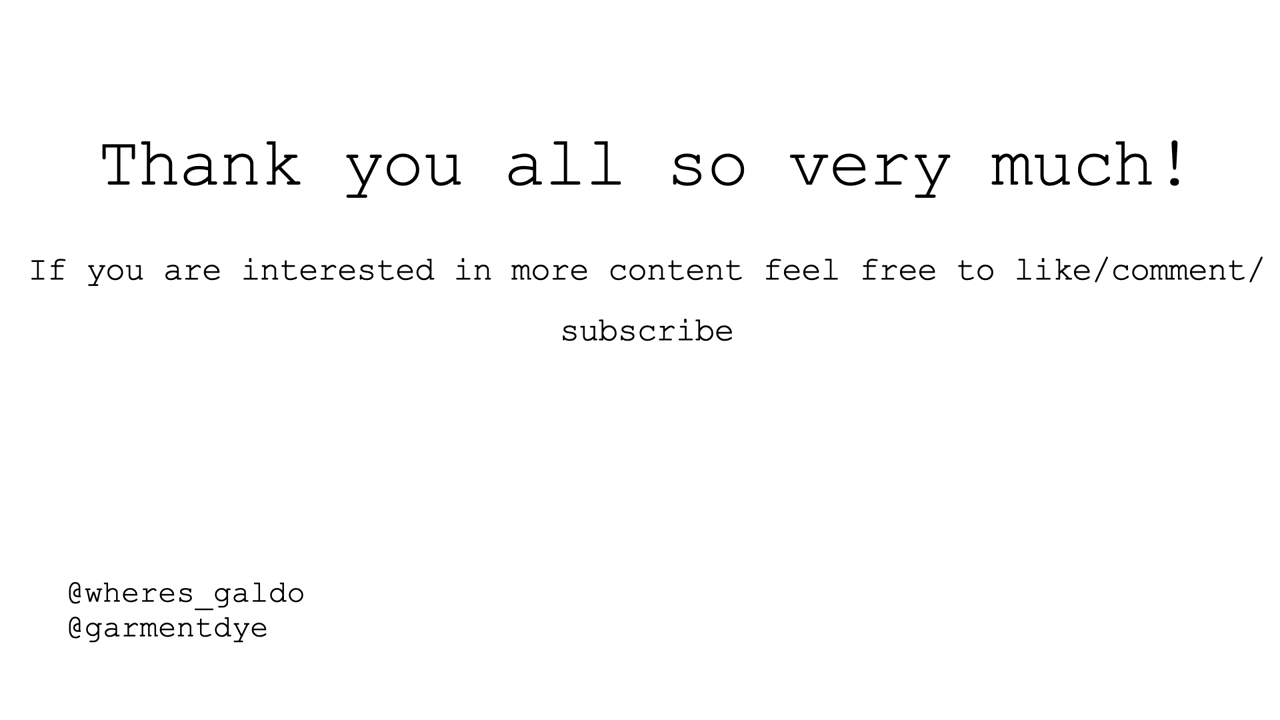 Thank you all so very much!
If you are interested in more content feel free to like/comment/
subscribe
@wheres_galdo
@garmentdye